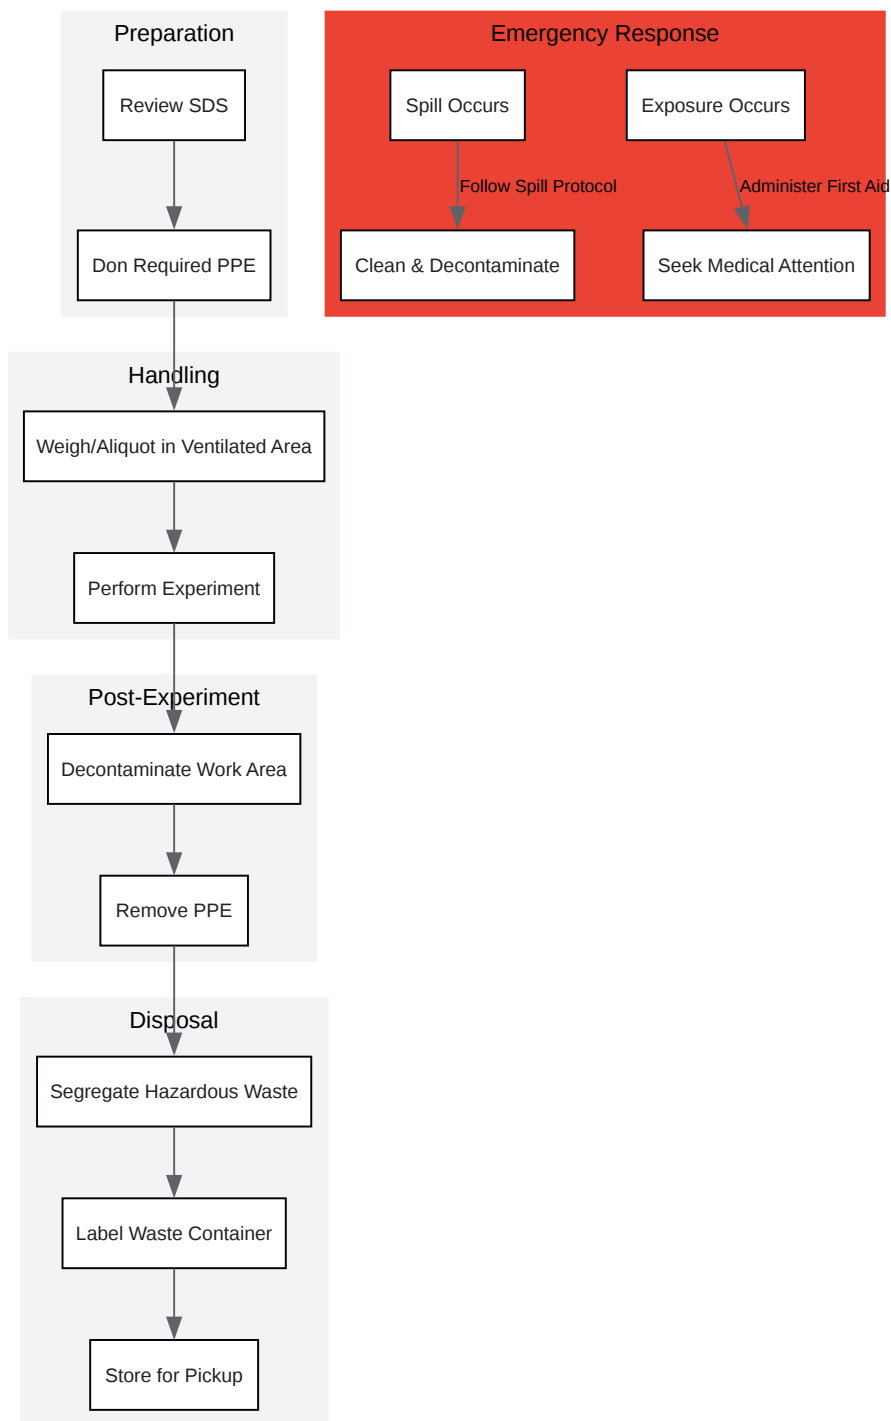 Preparation
Review SDS
Don Required PPE
Handling
Weigh/Aliquot in Ventilated Area
Perform Experiment
Post-Experiment
Decontaminate Work Area
Remove PPE
Disposal
Segregate Hazardous Waste
Label Waste Container
Store for Pickup
Emergency Response
Spill Occurs
Follow Spill Protocol
Clean & Decontaminate
Exposure Occurs
Administer First Aid
Seek Medical Attention